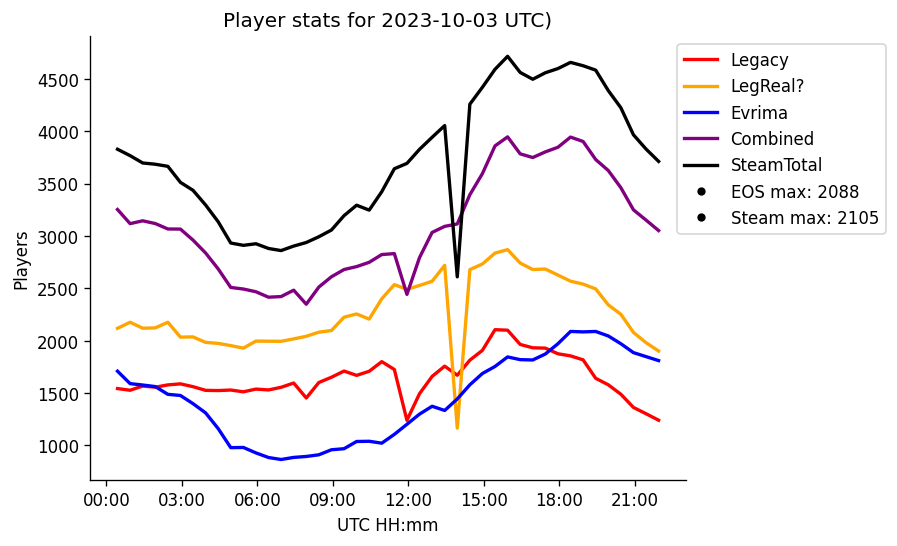 Player stats for 2023-10-03 UTC)
Legacy
LegReal?
Evrima
Combined
SteamTotal
EOS max: 2088
Steam max: 2105
Players
4500
4000
3500
3000
2500
2000
1500
1000
00:00 03:00 06:00 09:00 12:00 15:00 18:00 21:00
UTC HH:mm